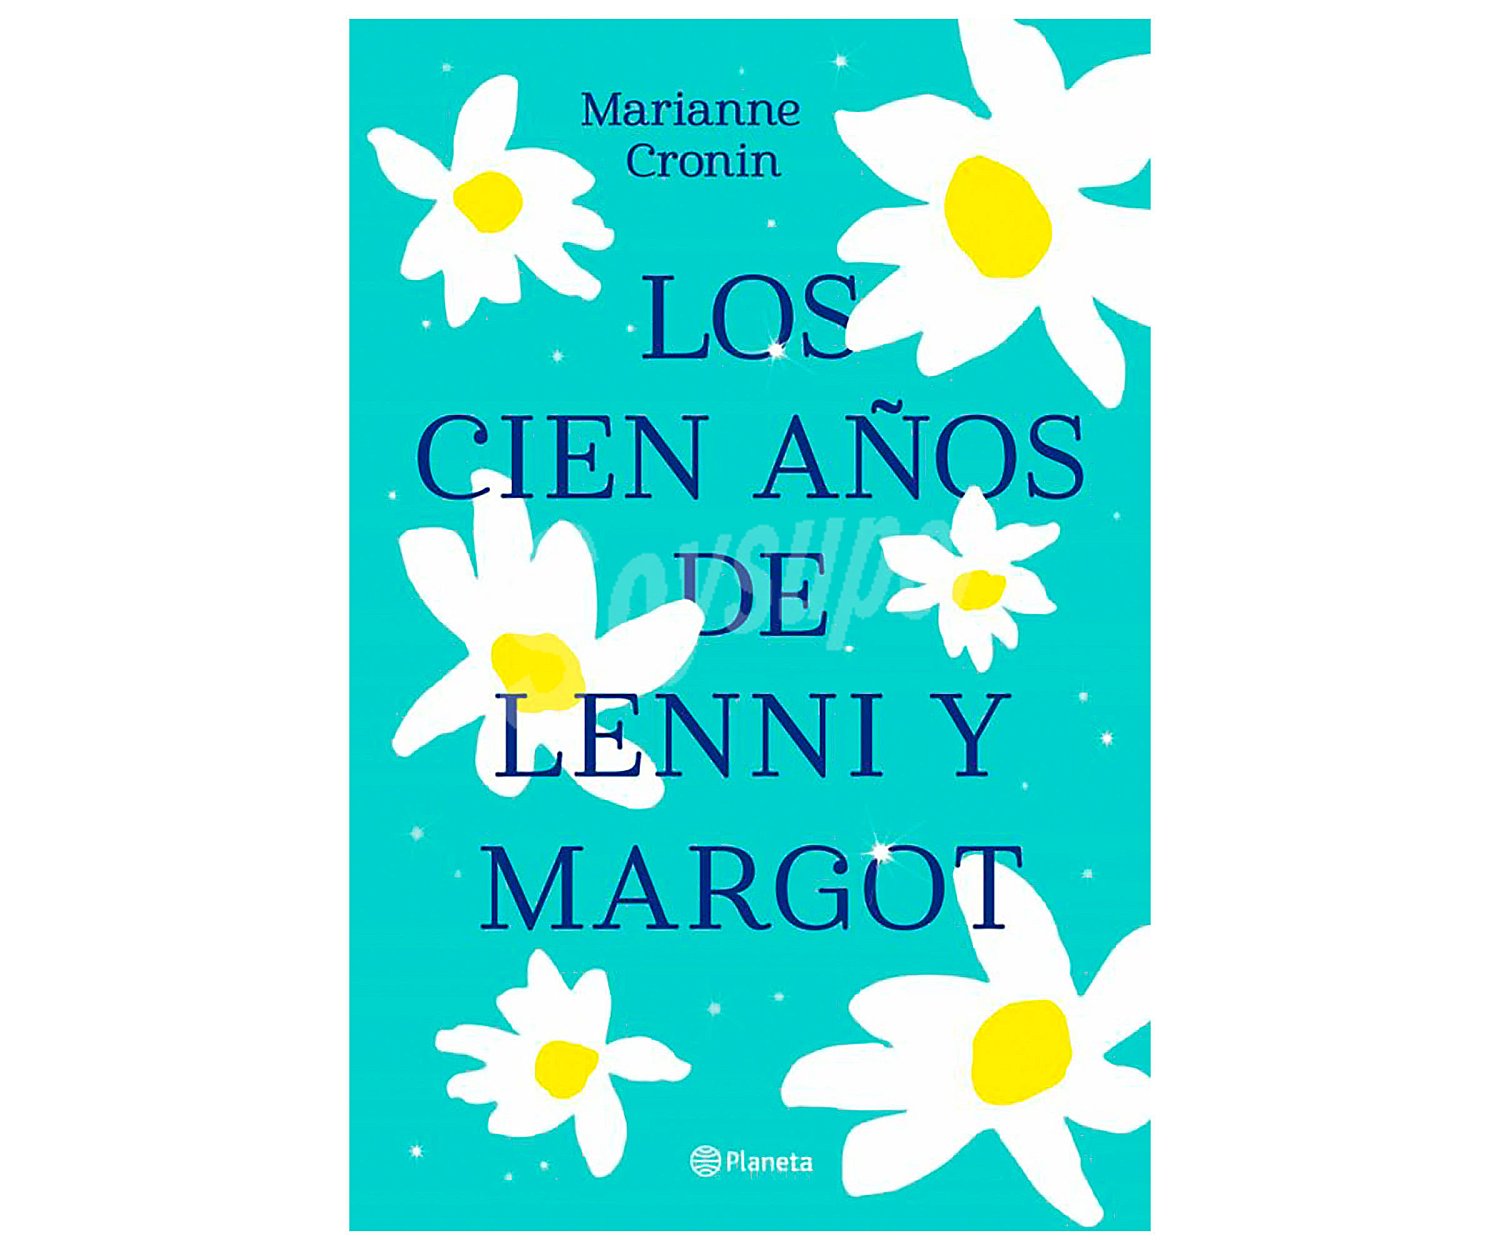 Marianne
Cronin
LOS
CIEN AÑOS
DE
LENNI Y
MARGOT
Planeta